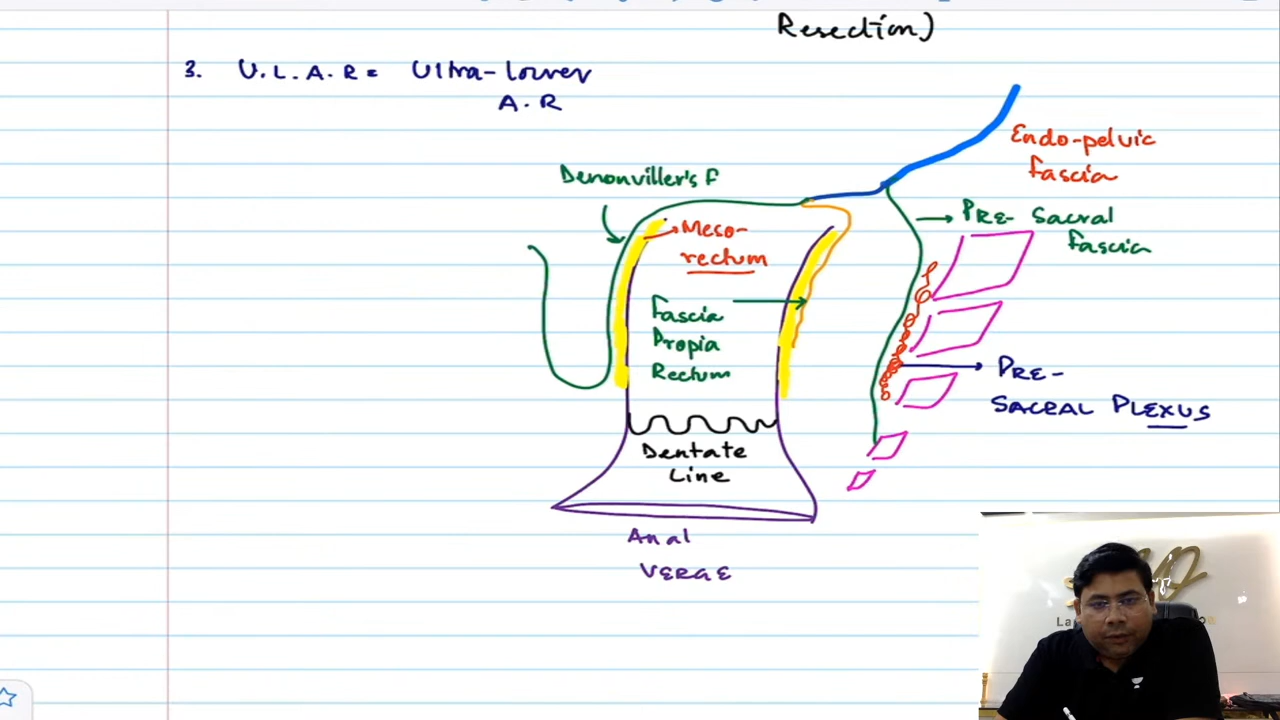 Resection)
3. U.L.A.R = Ultra-lower
A.R
Endo-pelvic
fascia
Denonviller's F
PRE- Sacral
fascia
Meso-
rectum
Fascia
Propia
Rectum
PRE-
SACRAL PLEXUS
Dentate
Line
Anal
VERGE